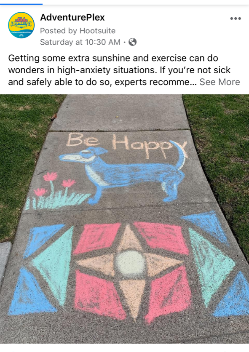 AdventurePlex
Posted by Hootsuite
Saturday at 10:30 AM ·
Getting some extra sunshine and exercise can do
wonders in high-anxiety situations. If you're not sick
and safely able to do so, experts recomme... See More
Be Happy